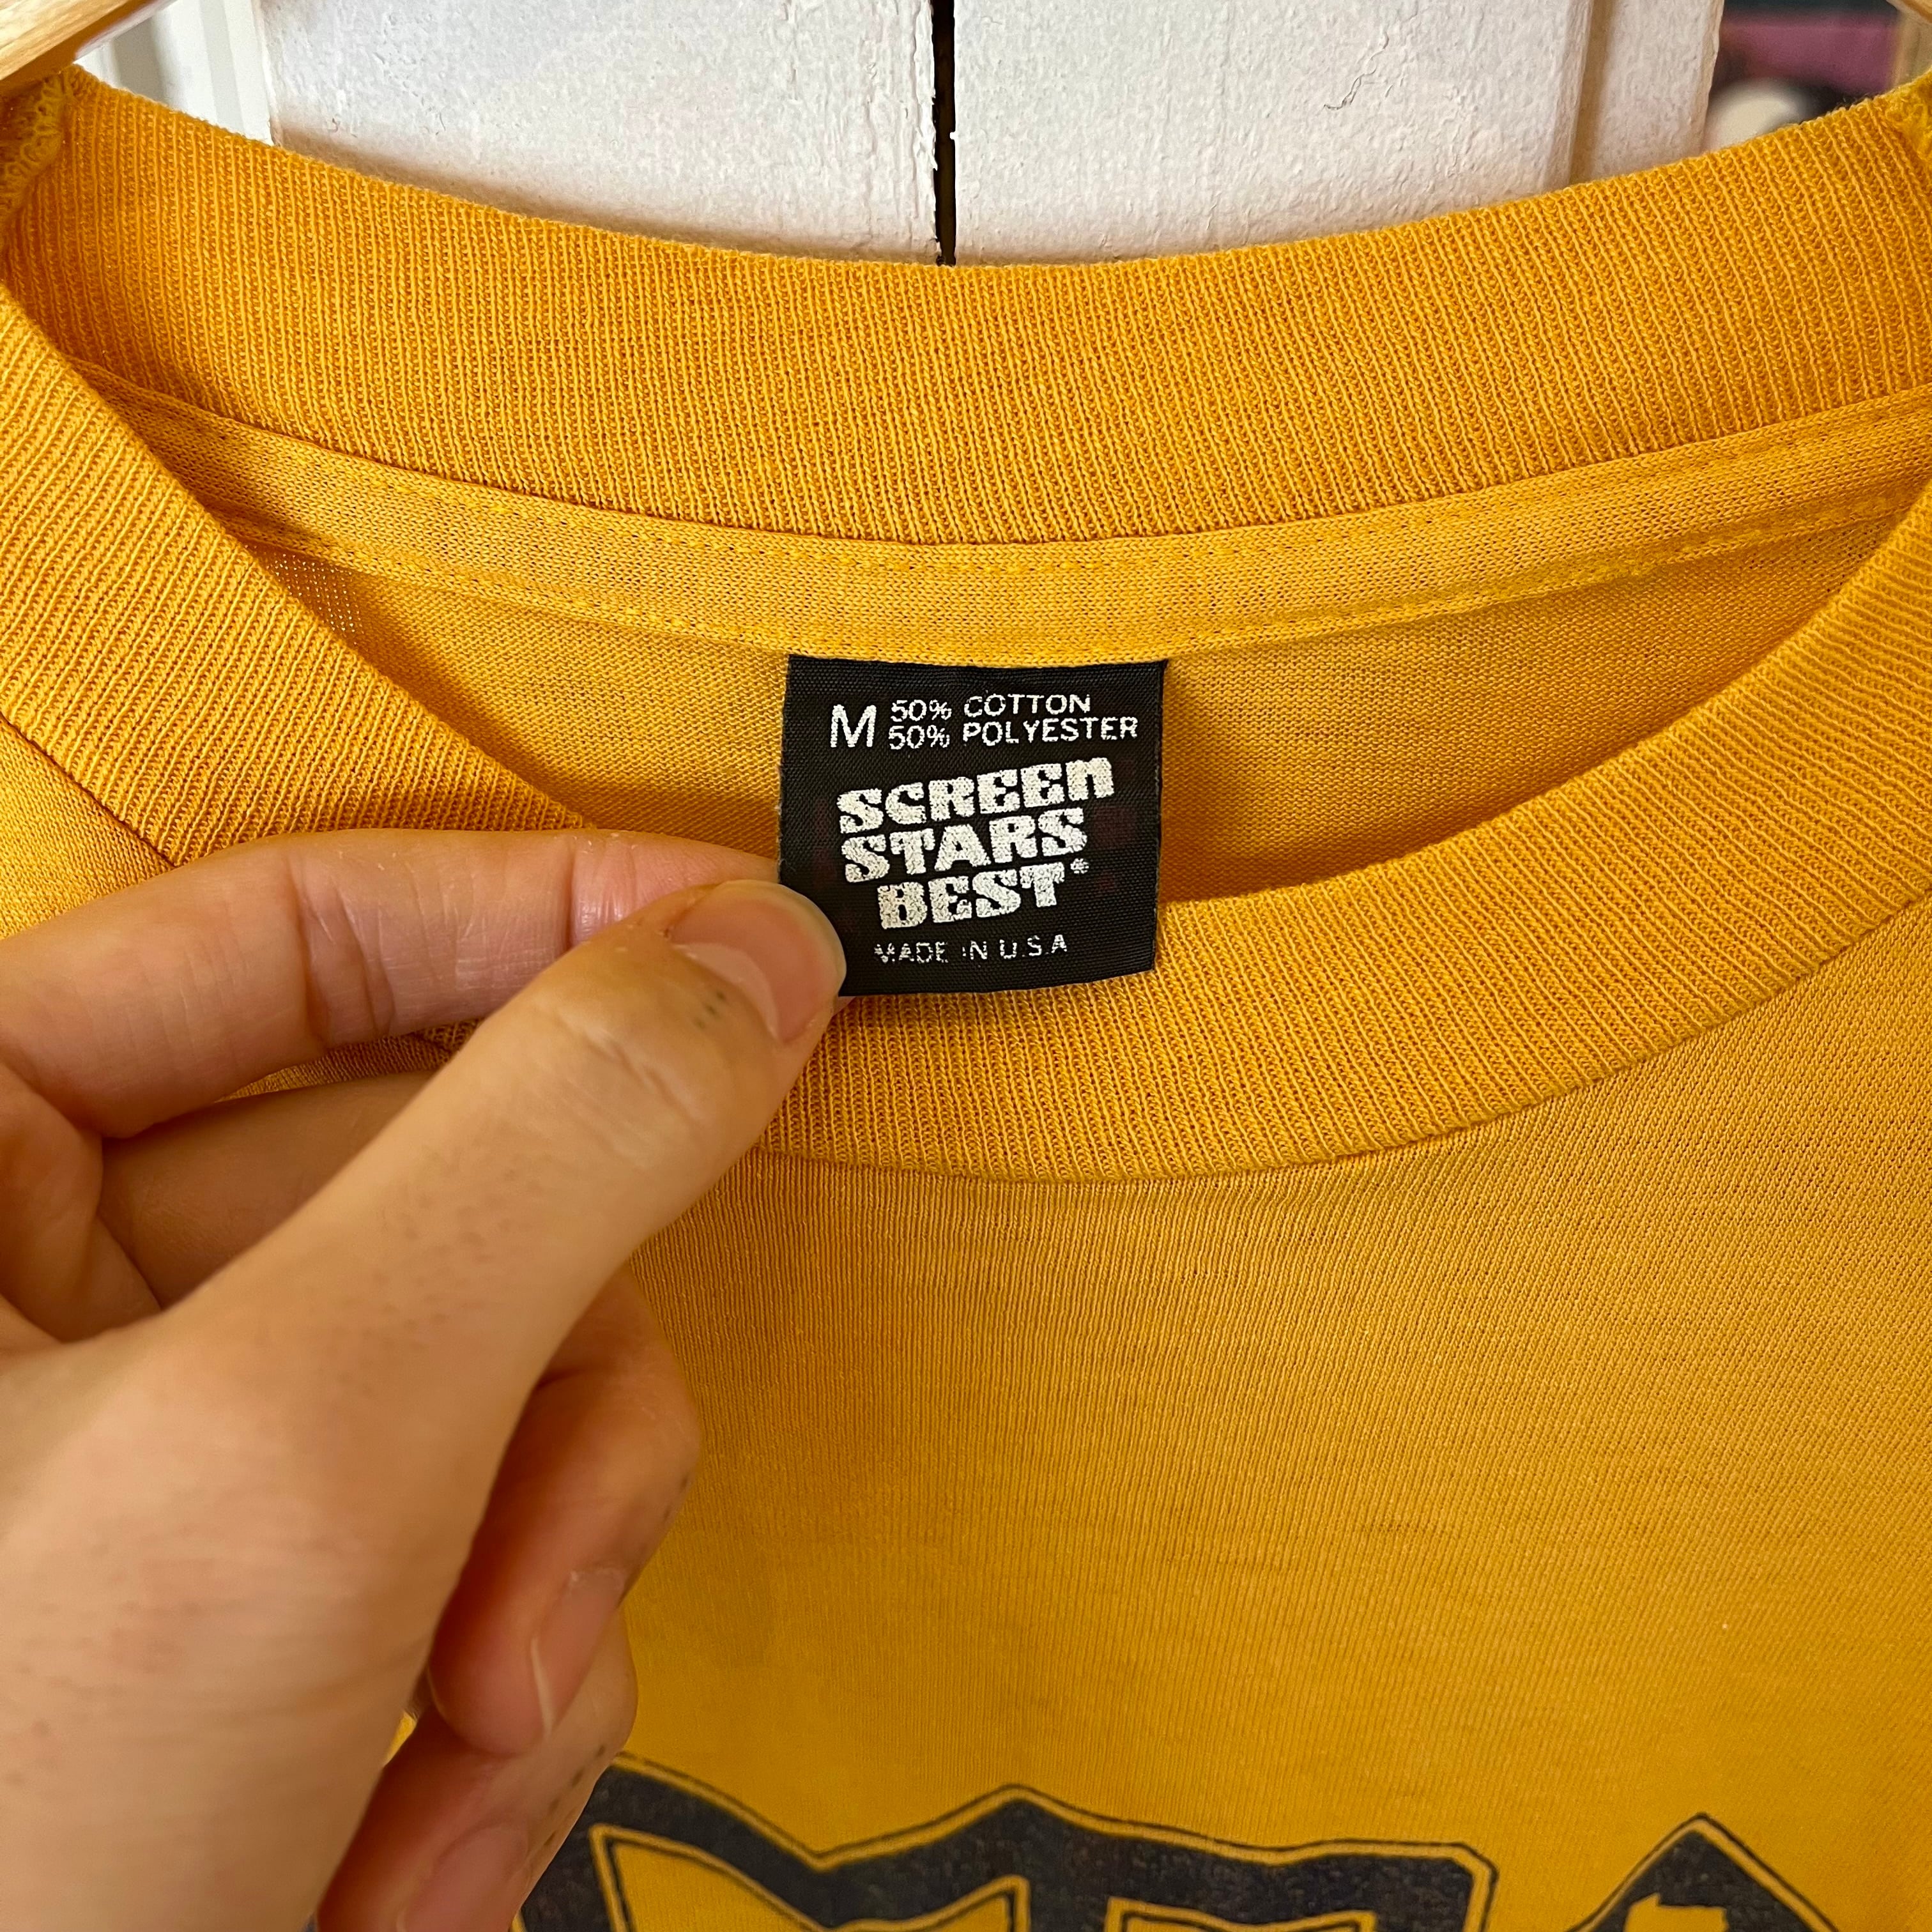 M 50% COTTON
50% POLYESTER
SCREEN
STARS
BEST®
MADE IN U.S.A